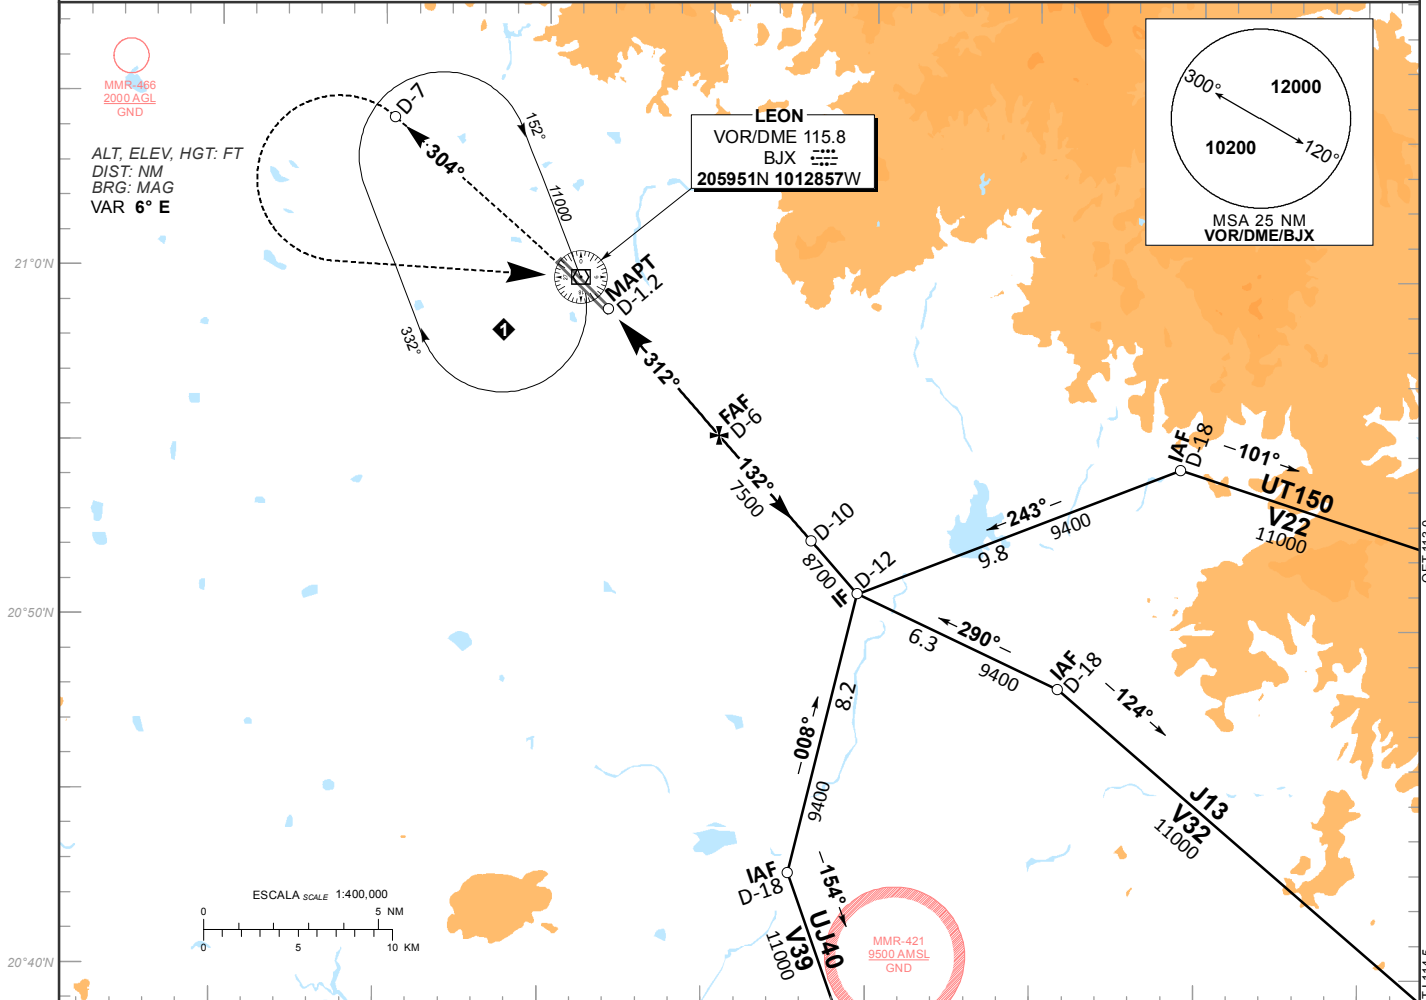 MMR-466
2000 AGL
GND
ALT, ELEV, HGT: FT
DIST: NM
BRG: MAG
VAR 6° E
D-7
304°
152°
11000
332°
1
LEON
VOR/DME 115.8
BJX
205951N 1012857W
300°
12000
10200
120°
MSA 25 NM
VOR/DME/BJX
21°0'N
MAPT
D-1.2
312°
FAF
D-6
132°
7500
D-10
8700
D-12
IF
IAF
D-18
101°
UT150
V22
11000
243°
9400
9.8
20°50'N
290°
6.3
9400
IAF
D-18
124°
J13
V32
11000
008°
8.2
9400
IAF
D-18
154°
UJ40
V39
11000
MMR-421
9500 AMSL
GND
ESCALA SCALE 1:400,000
0 5 NM
0 5 10 KM
20°40'N